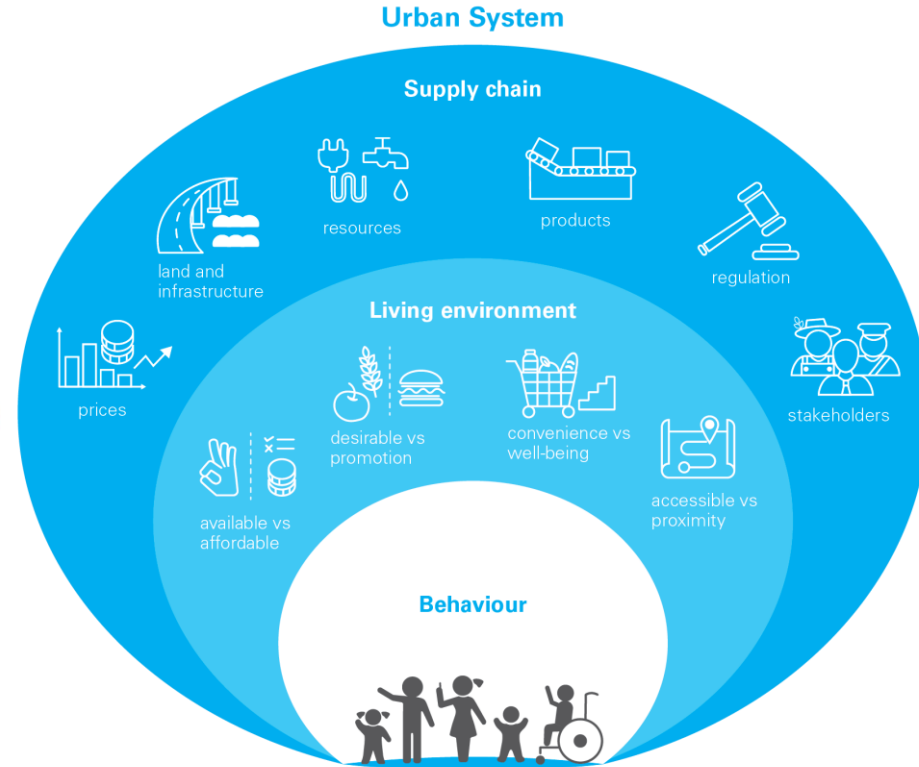 Urban System
Supply chain
resources
products
land and
infrastructure
regulation
prices
stakeholders
Living environment
desirable vs
promotion
convenience vs
well-being
available vs
affordable
accessible vs
proximity
Behaviour